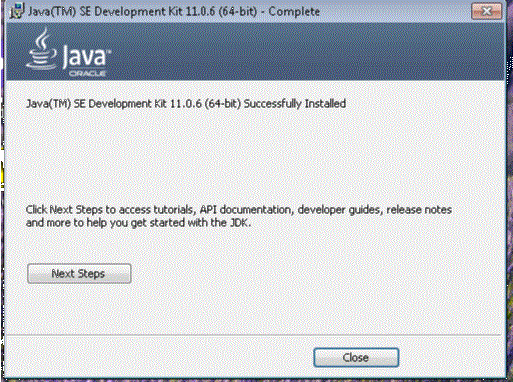 Java(TM) SE Development Kit 11.0.6 (64-bit) - Complete
Java™
ORACLE
Java(TM) SE Development Kit 11.0.6 (64-bit) Successfully Installed
Click Next Steps to access tutorials, API documentation, developer guides, release notes
and more to help you get started with the JDK.
Next Steps
Close